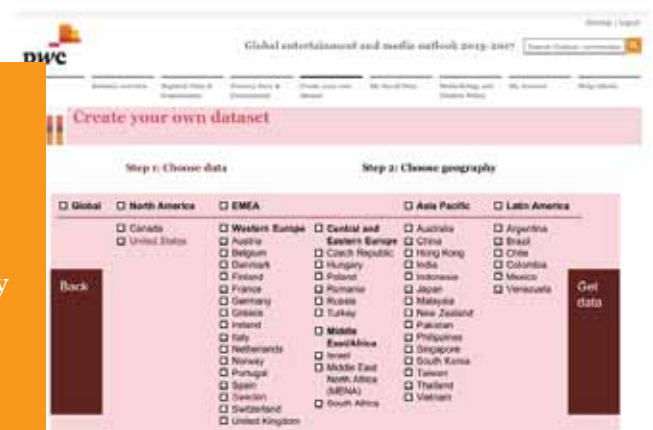 pwc
Global entertainment and media outlook 2013-2017
Create your own dataset
Step 1: Choose data
Step 2: Choose geography
Global
North America
EMEA
Asia Pacific
Latin America
Canada
United States
Western Europe
Austria
Belgium
Denmark
Finland
France
Germany
Greece
Ireland
Italy
Netherlands
Norway
Portugal
Spain
Sweden
Switzerland
United Kingdom
Central and
Eastern Europe
Czech Republic
Hungary
Poland
Romania
Russia
Turkey
Middle
East/Africa
Israel
Middle East
North Africa
(MENA)
South Africa
Australia
China
Hong Kong
India
Indonesia
Japan
Malaysia
New Zealand
Pakistan
Philippines
Singapore
South Korea
Taiwan
Thailand
Vietnam
Argentina
Brazil
Chile
Colombia
Mexico
Venezuela
Back
Get
data
y